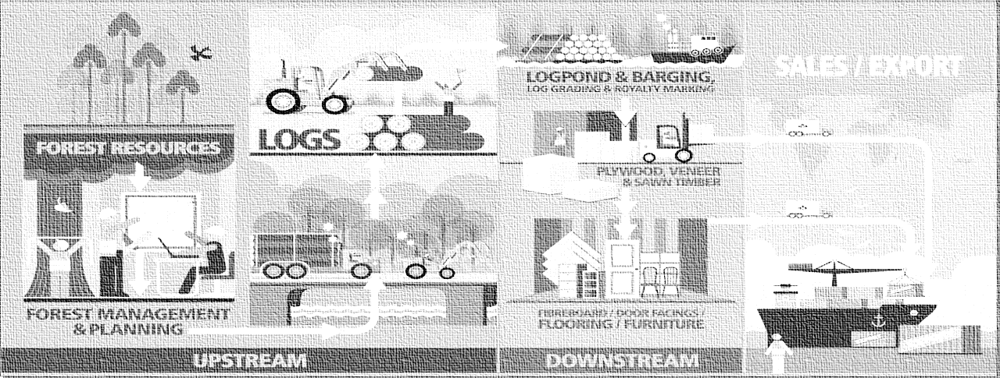 FOREST RESOURCES
FOREST MANAGEMENT
& PLANNING
LOGS
UPSTREAM
LOGPOND & BARGING,
LOG GRADING & ROYALTY MARKING
PLYWOOD, VENEER
& SAWN TIMBER
FIBREBOARD / DOOR FACINGS /
FLOORING / FURNITURE
DOWNSTREAM
SALES / EXPORT